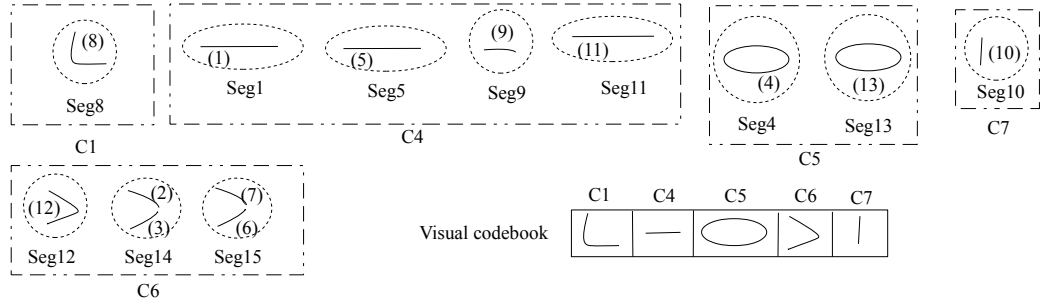 (8) (1) (5) (9) (11) (4) (13) (10)
Seg8 Seg1 Seg5 Seg9 Seg11 Seg4 Seg13 Seg10
C1 C4 C5 C7
(12) (2) (3) (7) (6)
Seg12 Seg14 Seg15
C6
C1 C4 C5 C6 C7
Visual codebook